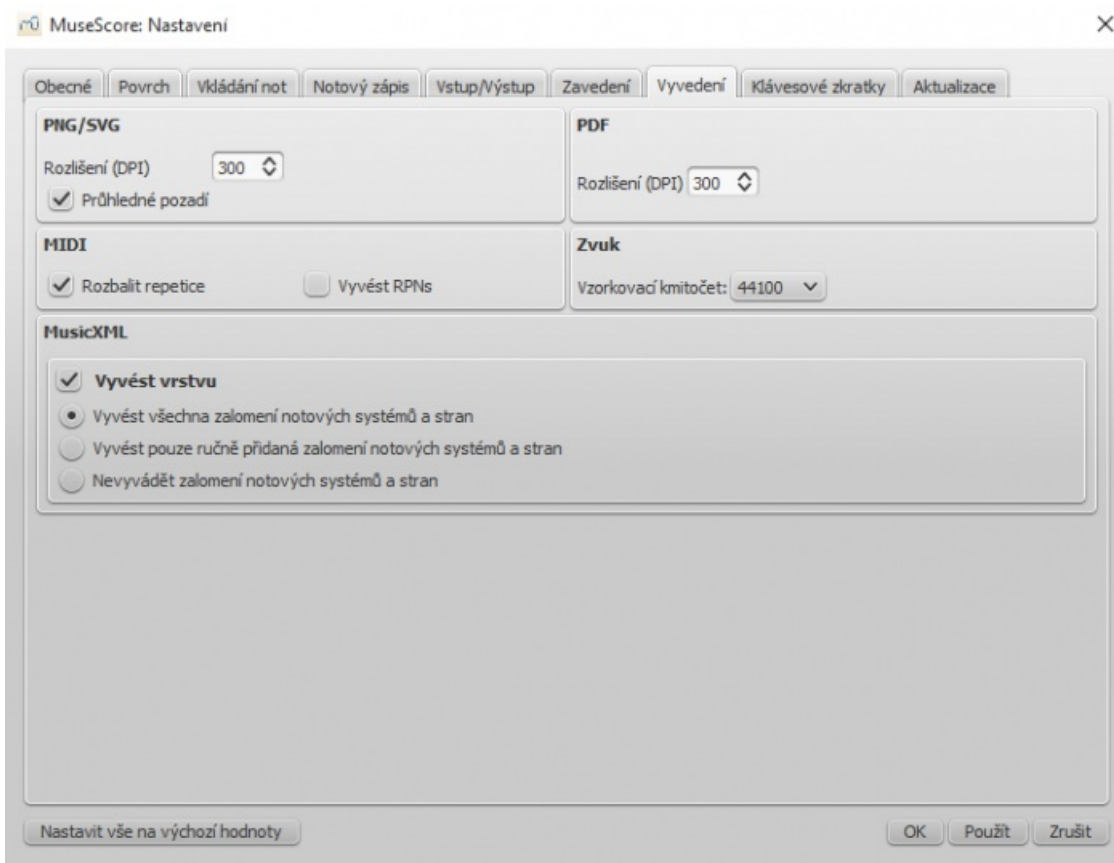 MuseScore: Nastavení
Obecné Povrch Vkládání not Notový zápis Vstup/Výstup Zavedení Vyvedení Klávesové zkratky Aktualizace
PNG/SVG
Rozlišení (DPI) 300
Průhledné pozadí
PDF
Rozlišení (DPI) 300
MIDI
Rozbalit repetice Vyvést RPNs
Zvuk
Vzorkovací kmitočet: 44100
MusicXML
Vyvést vrstvu
Vyvést všechna zalomení notových systémů a stran
Vyvést pouze ručně přidaná zalomení notových systémů a stran
Nevyvádět zalomení notových systémů a stran
Nastavit vše na výchozí hodnoty OK Použít Zrušit